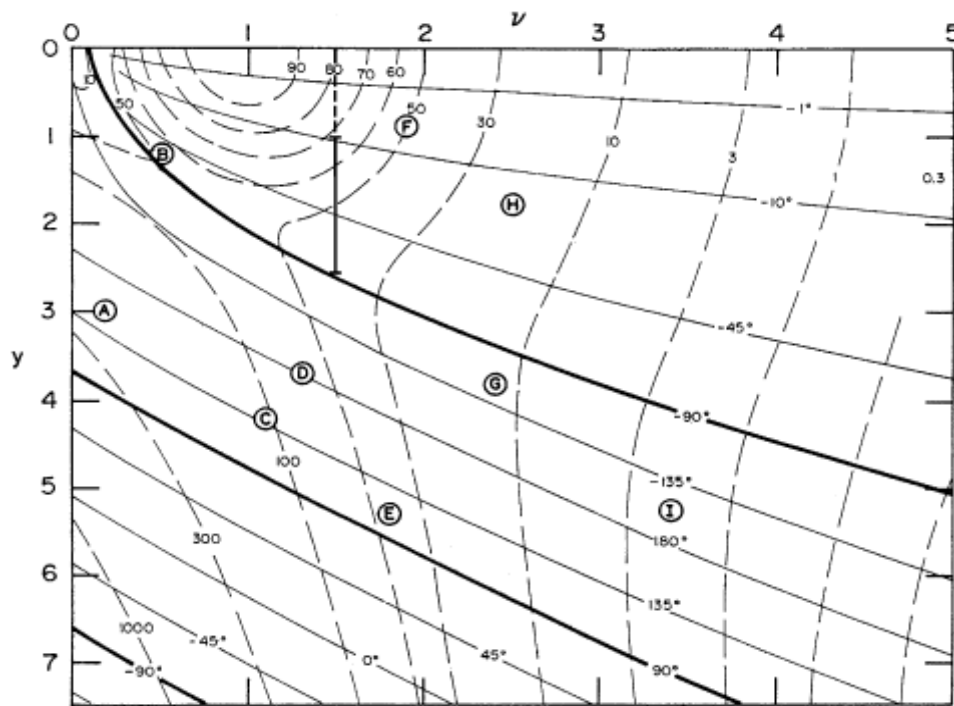 ν
0 1 2 3 4 5
0
10 90 80 70 60
50 50 30 -1°
1 F
B 10 3
H -10° 0.3
2
A 3 -45°
y
D G
4 C -90°
100
5 E I -135°
300 180°
6
1000 -45° 135°
7 0° 45° 90°
-90°